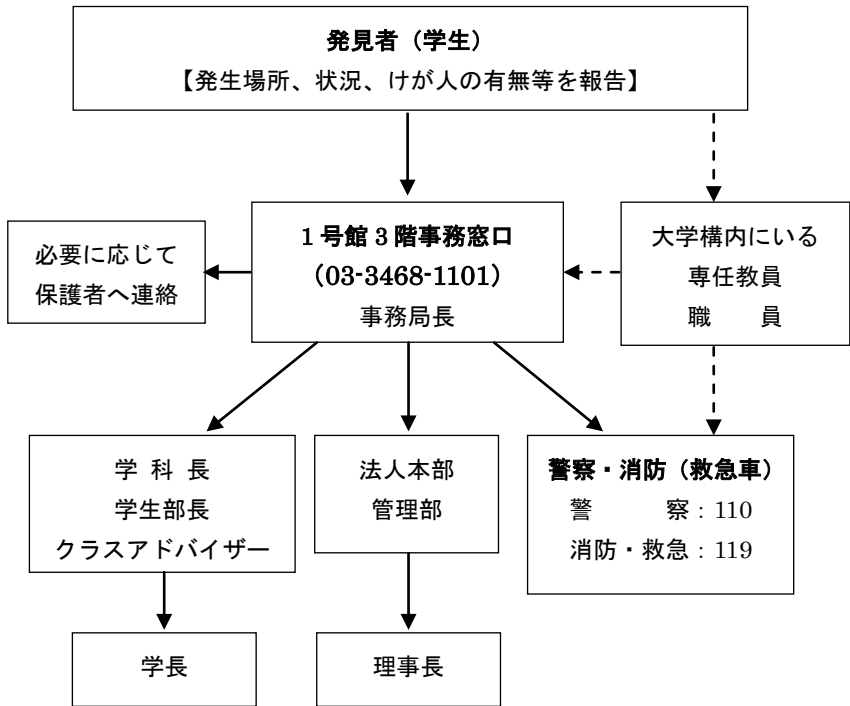 発見者（学生）
【発生場所、状況、けが人の有無等を報告】
必要に応じて
保護者へ連絡
１号館３階事務窓口
（03-3468-1101）
事務局長
大学構内にいる
専任教員
職　　員
学 科 長
学生部長
クラスアドバイザー
法人本部
管理部
警察・消防（救急車）
警　　　察：110
消防・救急：119
学長
理事長